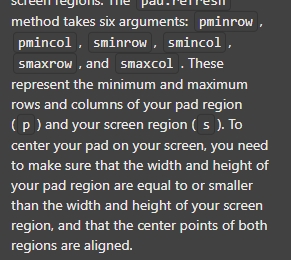 screen regions. The pad.refresh
method takes six arguments: pminrow ,
pmincol , sminrow , smincol ,
smaxrow , and smaxcol . These
represent the minimum and maximum
rows and columns of your pad region
( p ) and your screen region ( s ). To
center your pad on your screen, you need
to make sure that the width and height of
your pad region are equal to or smaller
than the width and height of your screen
region, and that the center points of both
regions are aligned.